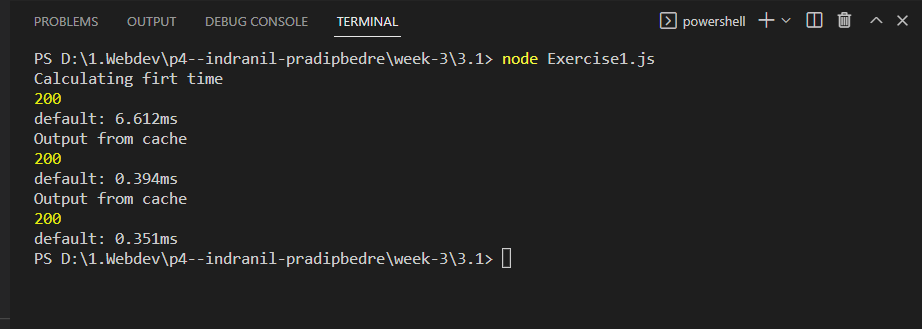 PROBLEMS OUTPUT DEBUG CONSOLE TERMINAL powershell
PS D:\1.Webdev\p4--indranil-pradipbedre\week-3\3.1> node Exercise1.js
Calculating firt time
200
default: 6.612ms
Output from cache
200
default: 0.394ms
Output from cache
200
default: 0.351ms
PS D:\1.Webdev\p4--indranil-pradipbedre\week-3\3.1>